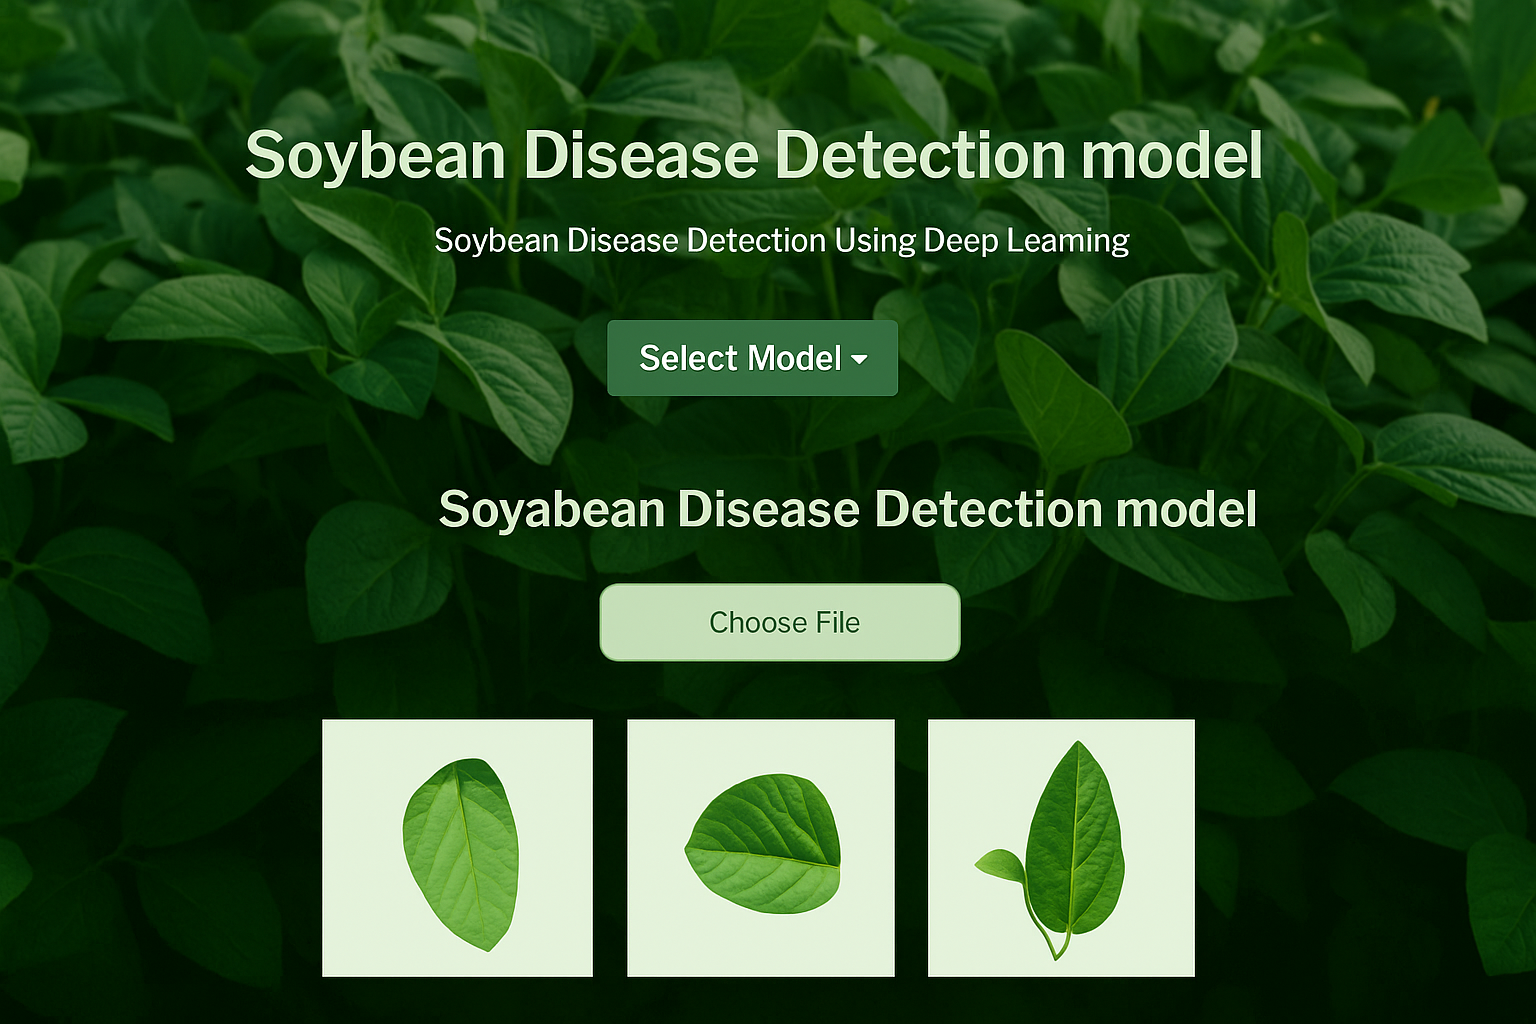 Soybean Disease Detection model
Soybean Disease Detection Using Deep Leaming
Select Model
Soyabean Disease Detection model
Choose File